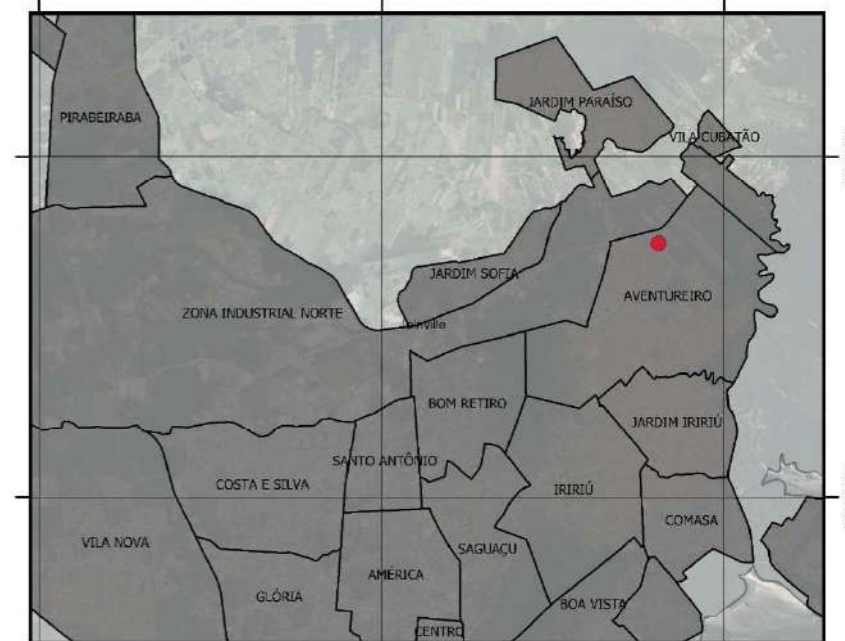 JARDIM PARAÍSO
PIRABEIRABA
VILA CUBATÃO
JARDIM SOFIA
AVENTUREIRO
ZONA INDUSTRIAL NORTE
Joinville
BOM RETIRO
JARDIM IRIRIÚ
SANTO ANTÔNIO
COSTA E SILVA
IRIRIÚ
COMASA
VILA NOVA
SAGUAÇU
AMÉRICA
GLÓRIA
BOA VISTA
CENTRO